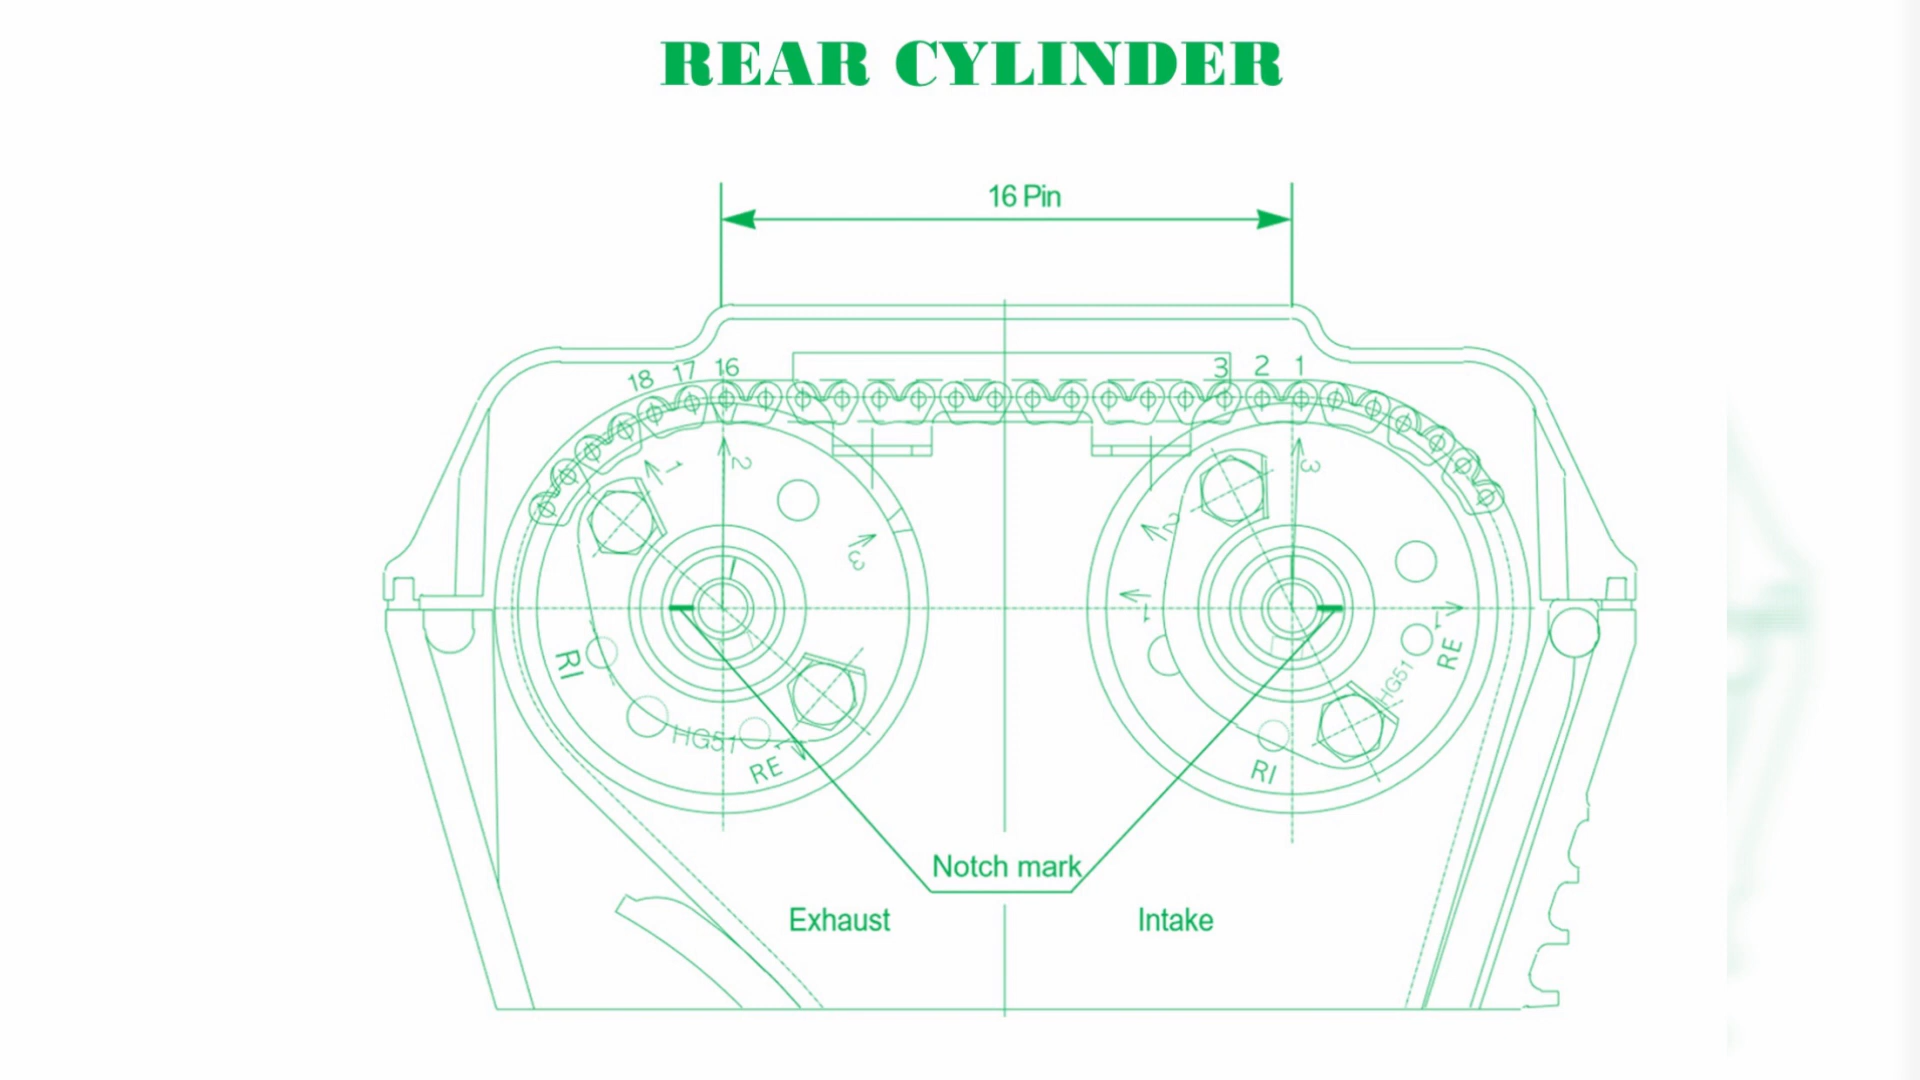 REAR CYLINDER
16 Pin
18 17 16
3 2 1
1 2 3
3 2 1
1
RI
HG51
1
RE
RE
HG51
RI
Notch mark
Exhaust
Intake